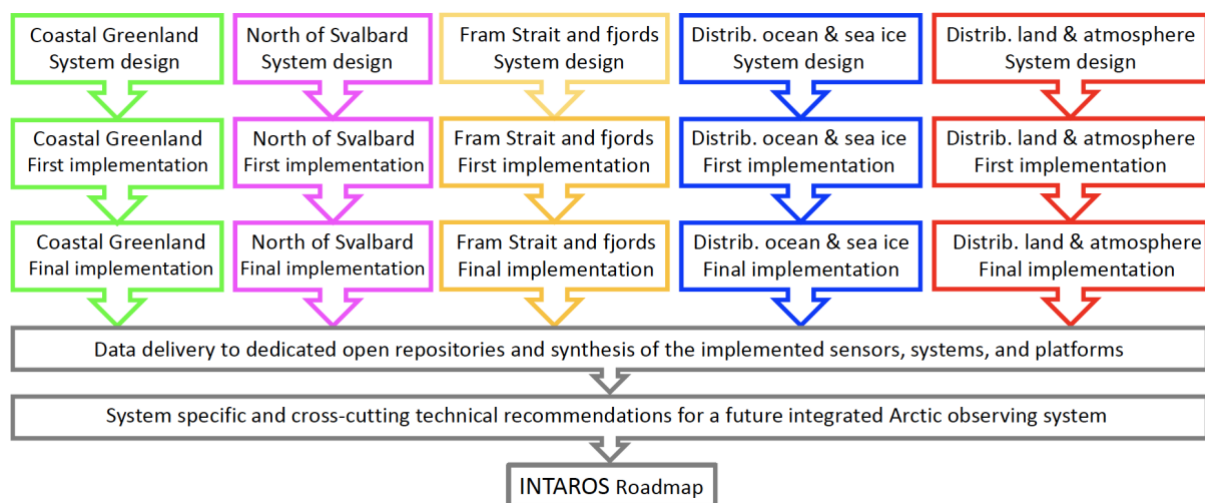 Coastal Greenland
System design
North of Svalbard
System design
Fram Strait and fjords
System design
Distrib. ocean & sea ice
System design
Distrib. land & atmosphere
System design
Coastal Greenland
First implementation
North of Svalbard
First implementation
Fram Strait and fjords
First implementation
Distrib. ocean & sea ice
First implementation
Distrib. land & atmosphere
First implementation
Coastal Greenland
Final implementation
North of Svalbard
Final implementation
Fram Strait and fjords
Final implementation
Distrib. ocean & sea ice
Final implementation
Distrib. land & atmosphere
Final implementation
Data delivery to dedicated open repositories and synthesis of the implemented sensors, systems, and platforms
System specific and cross-cutting technical recommendations for a future integrated Arctic observing system
INTAROS Roadmap